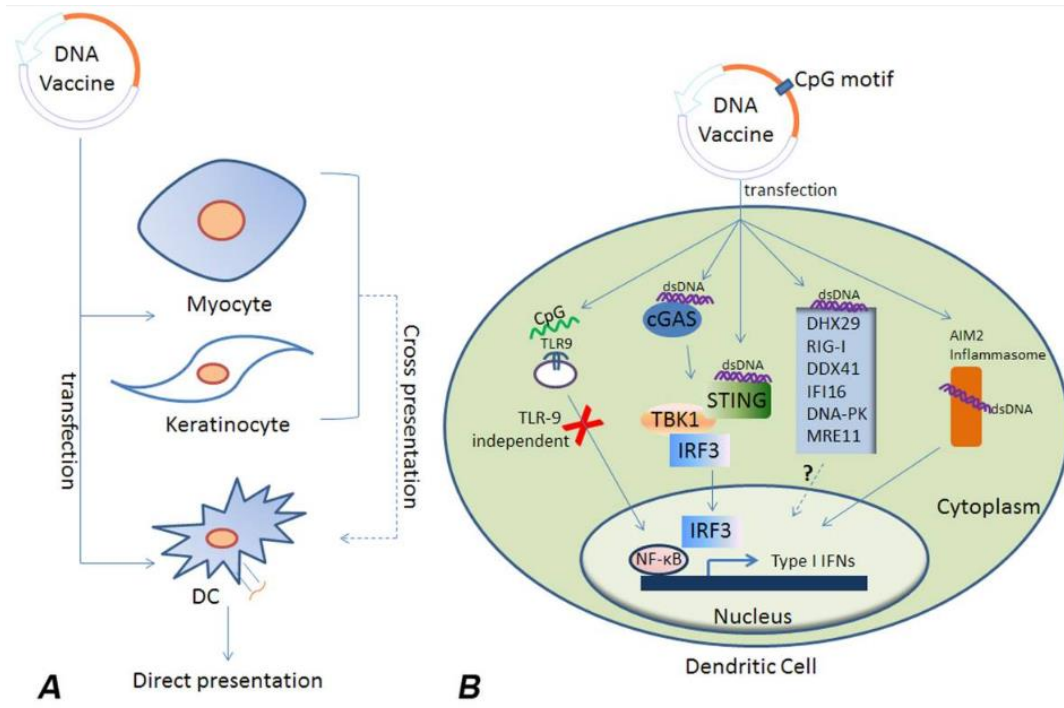 DNA
Vaccine
transfection
Myocyte
Keratinocyte
Cross presentation
DC
Direct presentation
A
DNA
Vaccine
CpG motif
transfection
CpG
TLR9
TLR-9
independent
dsDNA
cGAS
dsDNA
STING
TBK1
IRF3
dsDNA
DHX29
RIG-I
DDX41
IFI16
DNA-PK
MRE11
?
AIM2
Inflammasome
dsDNA
Cytoplasm
IRF3
NF-κB
Type I IFNs
Nucleus
Dendritic Cell
B